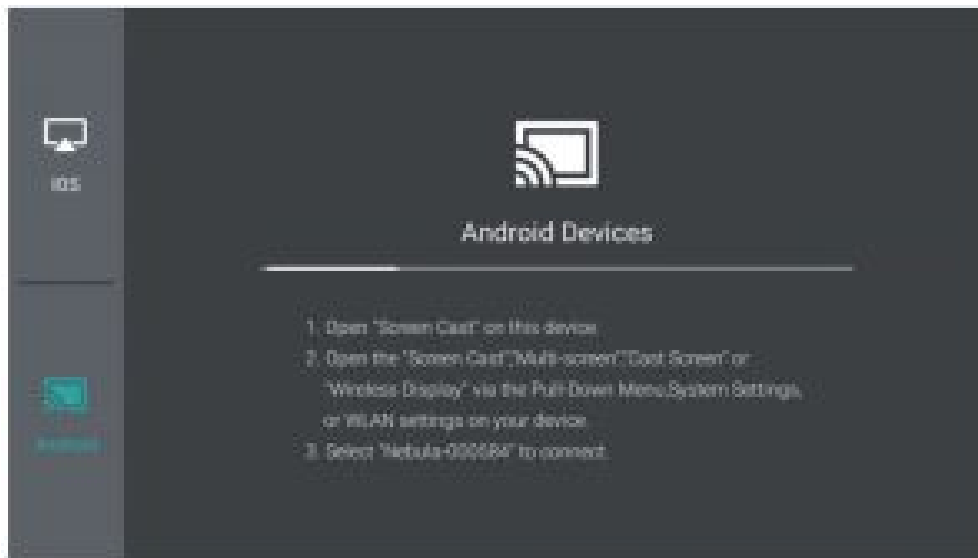 iOS
Android
Android Devices
1. Open "Screen Cast" on this device.
2. Open the "Screen Cast","Multi-screen","Cast Screen" or
"Wireless Display" via the Pull-Down Menu,System Settings,
or WLAN settings on your device.
3. Select "Nebula-000684" to connect.